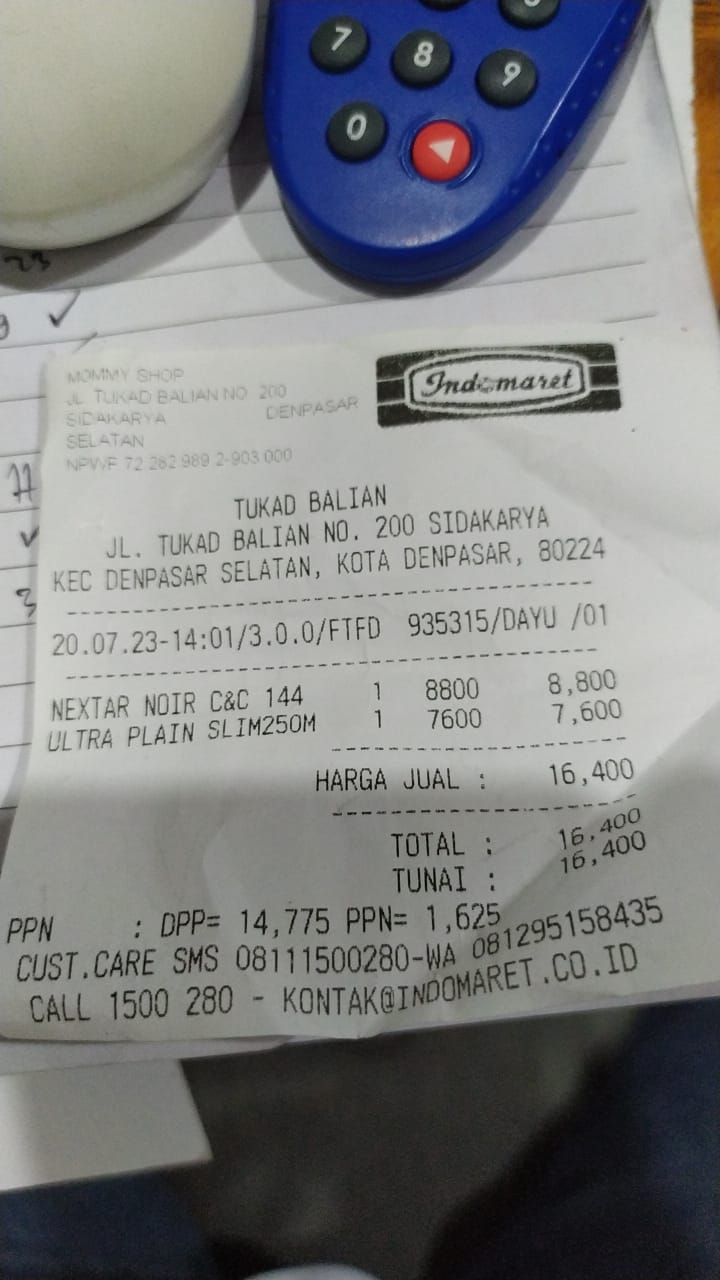 7 8 9
0
23
MOMMY SHOP
JL. TUKAD BALIAN NO 200
SIDAKARYA DENPASAR
SELATAN
NPWP 72 282 989 2-903 000
Indomaret
TUKAD BALIAN
JL. TUKAD BALIAN NO. 200 SIDAKARYA
KEC DENPASAR SELATAN, KOTA DENPASAR, 80224
20.07.23-14:01/3.0.0/FTFD 935315/DAYU /01
NEXTAR NOIR C&C 144 1 8800 8,800
ULTRA PLAIN SLIM250M 1 7600 7,600
HARGA JUAL : 16,400
TOTAL : 16,400
TUNAI : 16,400
PPN : DPP= 14,775 PPN= 1,625
CUST.CARE SMS 08111500280-WA 081295158435
CALL 1500 280 - KONTAK@INDOMARET.CO.ID